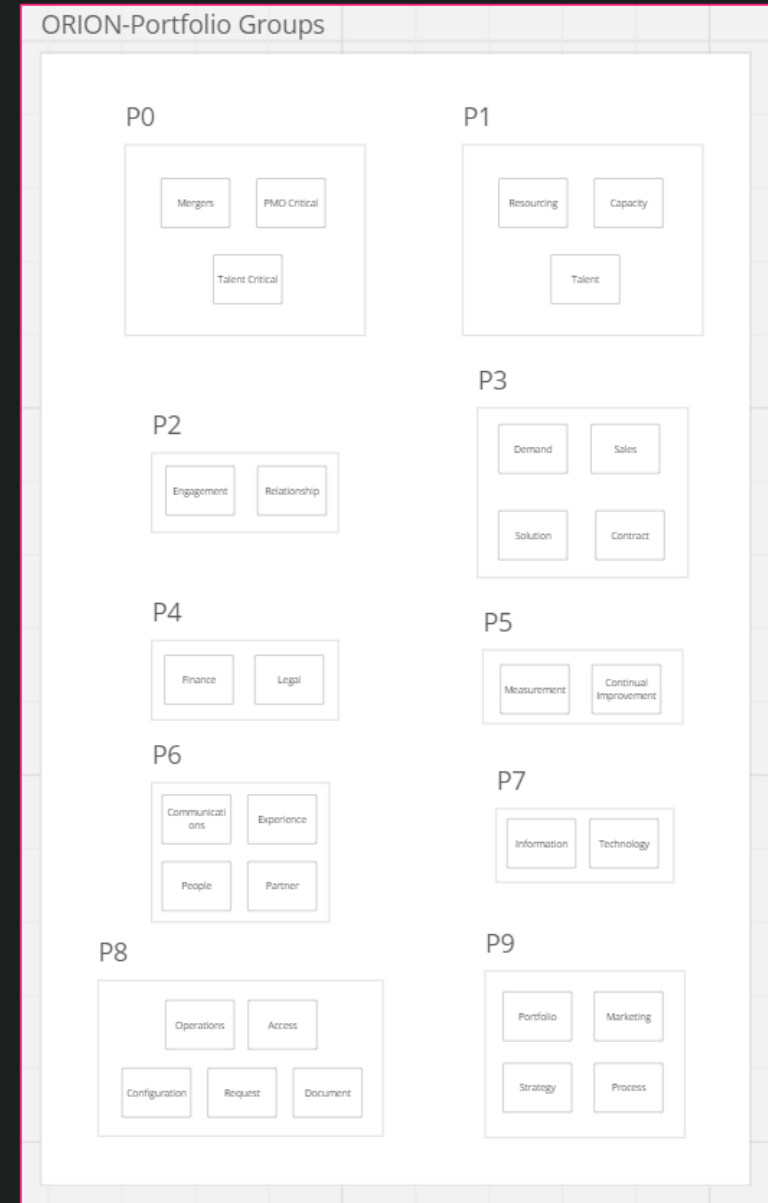 ORION-Portfolio Groups
P0
Mergers
PMO Critical
Talent Critical
P1
Resourcing
Capacity
Talent
P2
Engagement
Relationship
P3
Demand
Sales
Solution
Contract
P4
Finance
Legal
P5
Measurement
Continual
Improvement
P6
Communicati
ons
Experience
People
Partner
P7
Information
Technology
P8
Operations
Access
Configuration
Request
Document
P9
Portfolio
Marketing
Strategy
Process